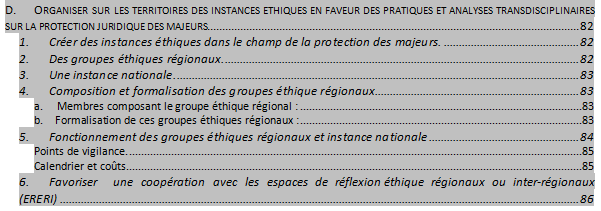 D. ORGANISER SUR LES TERRITOIRES DES INSTANCES ETHIQUES EN FAVEUR DES PRATIQUES ET ANALYSES TRANSDISCIPLINAIRES
SUR LA PROTECTION JURIDIQUE DES MAJEURS. 82
1. Créer des instances éthiques dans le champ de la protection des majeurs. 82
2. Des groupes éthiques régionaux. 82
3. Une instance nationale 83
4. Composition et formalisation des groupes éthique régionaux 83
a. Membres composant le groupe éthique régional : 83
b. Formalisation de ces groupes éthiques régionaux : 83
5. Fonctionnement des groupes éthiques régionaux et instance nationale 84
Points de vigilance. 85
Calendrier et coûts. 85
6. Favoriser une coopération avec les espaces de réflexion éthique régionaux ou inter-régionaux
(ERERI) 86